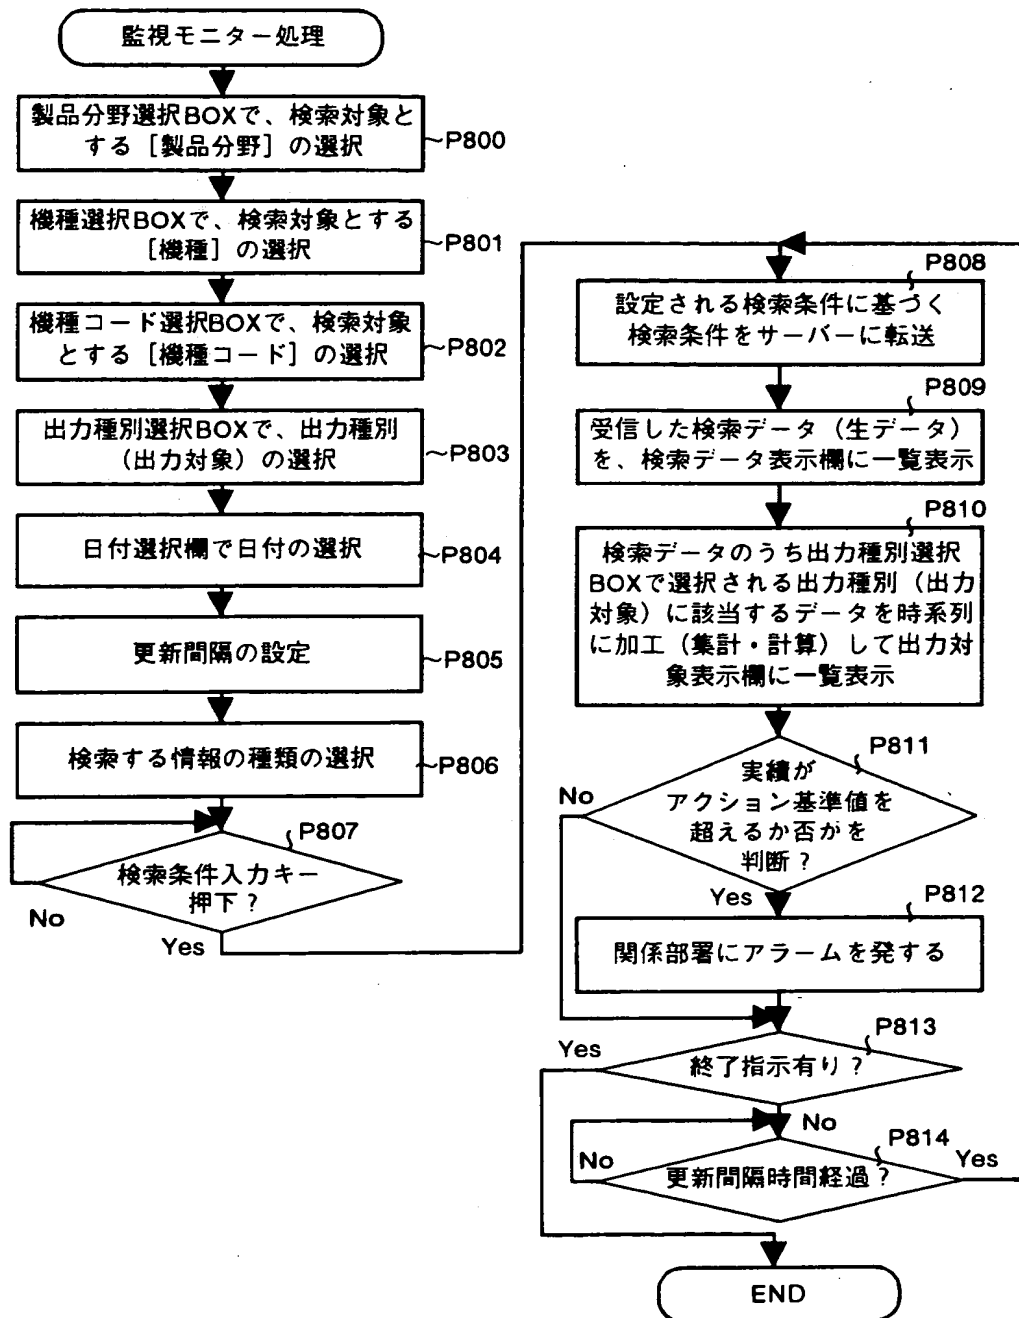 監視モニター処理
製品分野選択BOXで、検索対象と
する［製品分野］の選択
P800
機種選択BOXで、検索対象とする
［機種］の選択
P801
機種コード選択BOXで、検索対象
とする［機種コード］の選択
P802
出力種別選択BOXで、出力種別
（出力対象）の選択
P803
日付選択欄で日付の選択
P804
更新間隔の設定
P805
検索する情報の種類の選択
P806
P807
検索条件入力キー
押下？
No
Yes
P808
設定される検索条件に基づく
検索条件をサーバーに転送
P809
受信した検索データ（生データ）
を、検索データ表示欄に一覧表示
P810
検索データのうち出力種別選択
BOXで選択される出力種別（出力
対象）に該当するデータを時系列
に加工（集計・計算）して出力対
象表示欄に一覧表示
P811
実績が
アクション基準値を
超えるか否かを
判断？
No
Yes
P812
関係部署にアラームを発する
P813
終了指示有り？
Yes
No
P814
更新間隔時間経過？
No
Yes
END